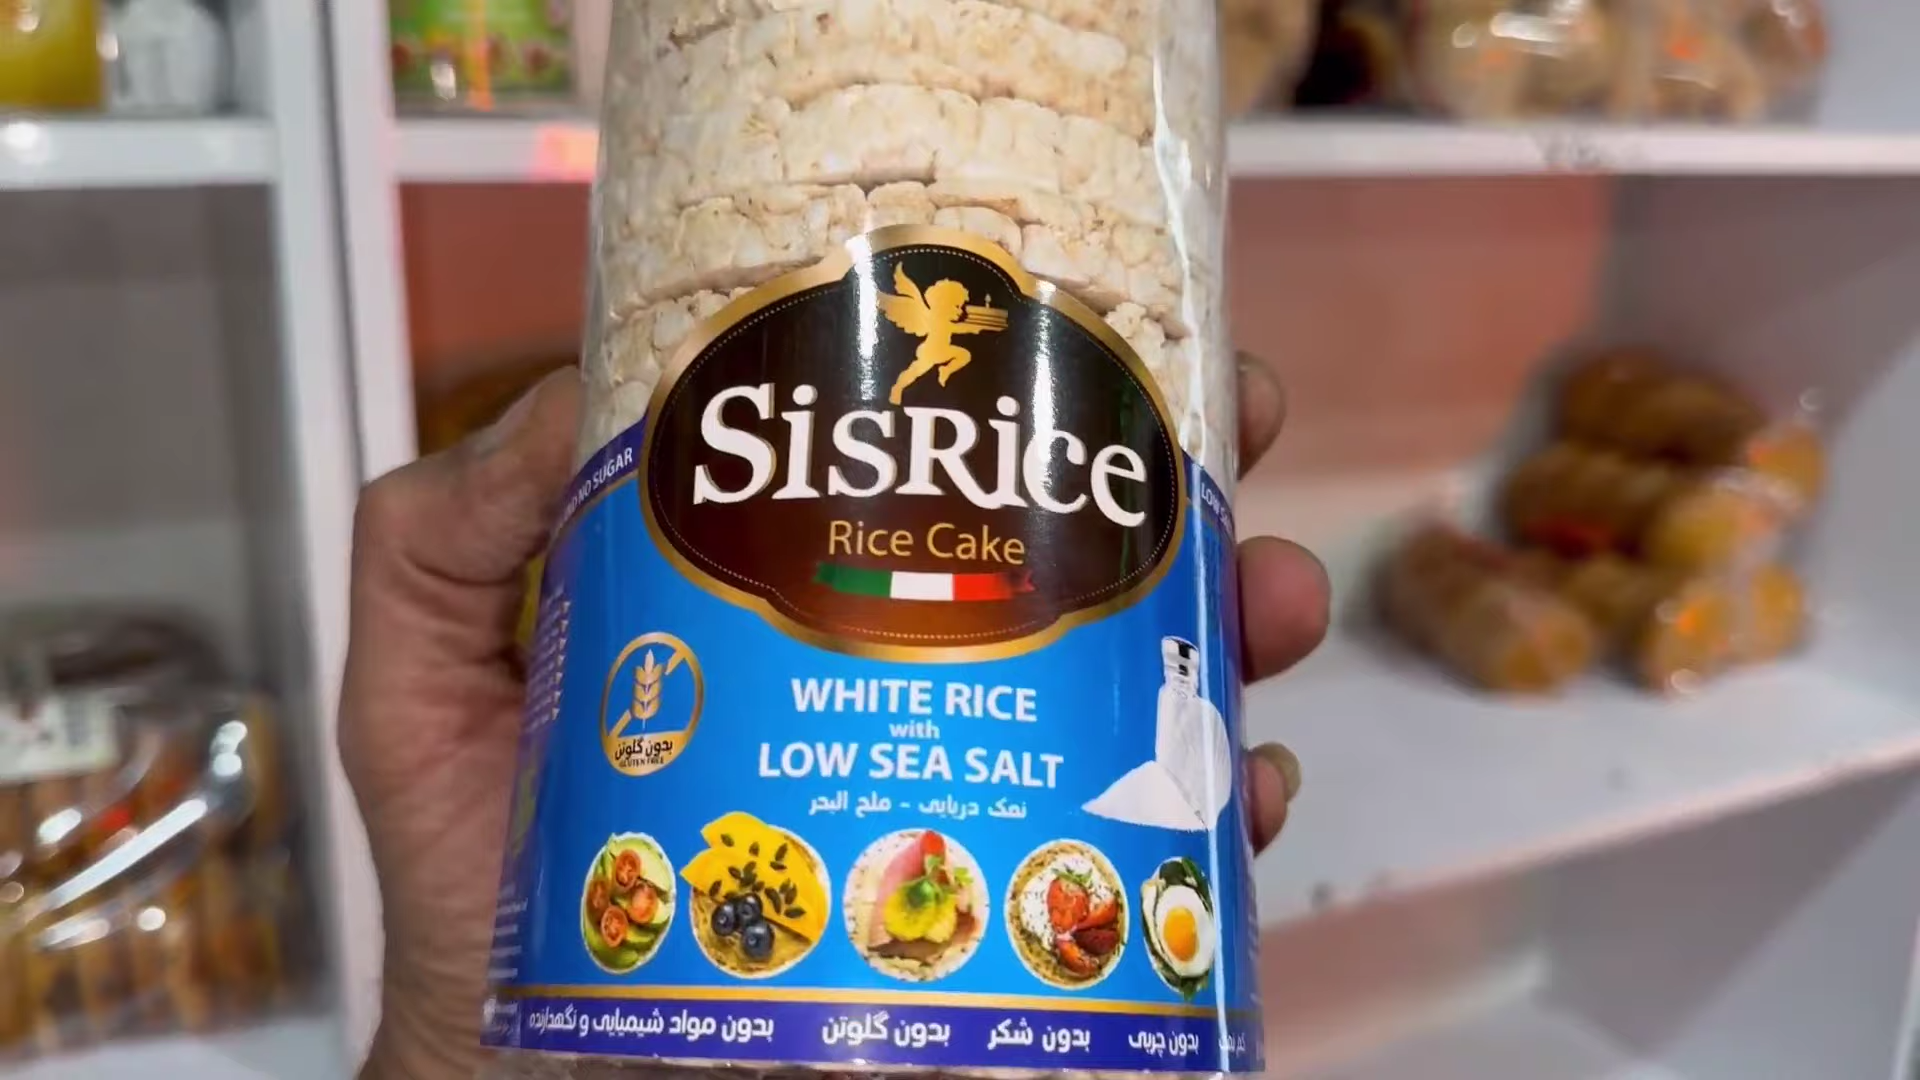 SisRice
Rice Cake
NO SUGAR
LOW
WHITE RICE
with
LOW SEA SALT
نمک دریایی - ملح البحر
بدون گلوتن
GLUTEN FREE
بدون چربی
بدون شکر
بدون گلوتن
بدون مواد شیمیایی و نگهدارنده